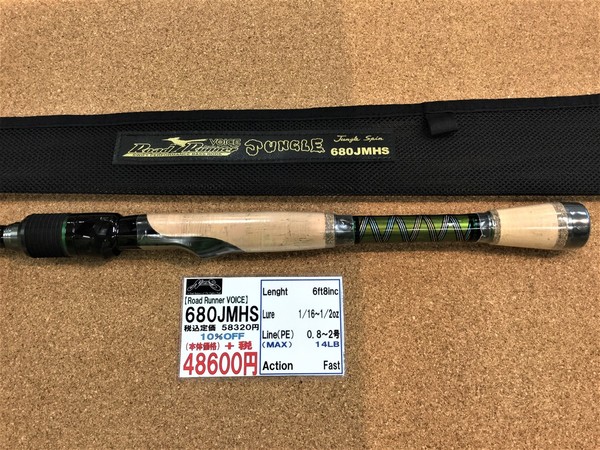 VOICE
Road Runner
JUNGLE
Jungle Spin
680JMHS
【Road Runner VOICE】
680JMHS
税込定価 58320円
10%OFF
(本体価格) + 税
48600円
Lenght 6ft8inc
Lure 1/16~1/2oz
Line(PE) 0.8~2号
(MAX) 14LB
Action Fast